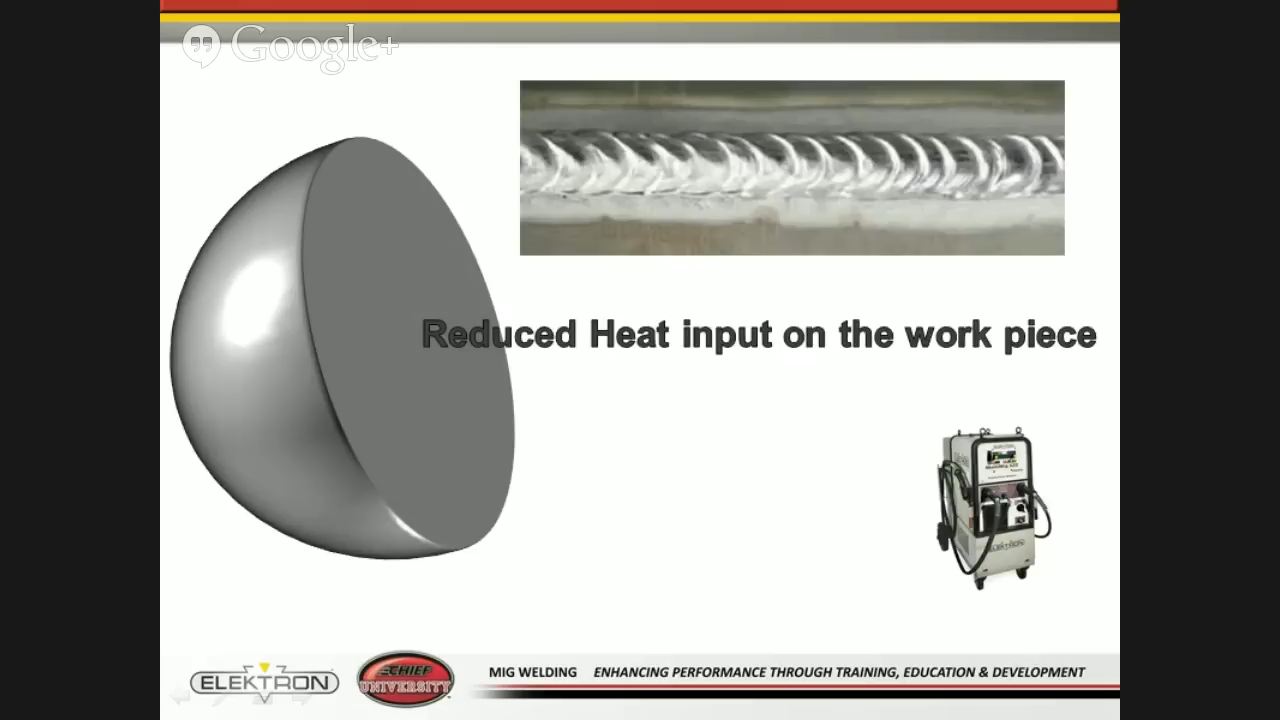 Google+
Reduced Heat input on the work piece
ELEKTRON
ELEKTRON
CHIEF
UNIVERSITY
MIG WELDING ENHANCING PERFORMANCE THROUGH TRAINING, EDUCATION & DEVELOPMENT